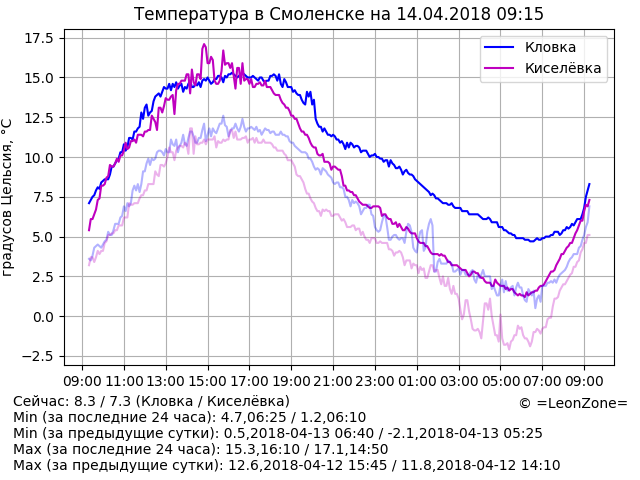 Температура в Смоленске на 14.04.2018 09:15
17.5
15.0
12.5
10.0
7.5
5.0
2.5
0.0
−2.5
градусов Цельсия, °C
Кловка
Киселёвка
09:00 11:00 13:00 15:00 17:00 19:00 21:00 23:00 01:00 03:00 05:00 07:00 09:00
Сейчас: 8.3 / 7.3 (Кловка / Киселёвка)
© =LeonZone=
Min (за последние 24 часа): 4.7,06:25 / 1.2,06:10
Min (за предыдущие сутки): 0.5,2018-04-13 06:40 / -2.1,2018-04-13 05:25
Max (за последние 24 часа): 15.3,16:10 / 17.1,14:50
Max (за предыдущие сутки): 12.6,2018-04-12 15:45 / 11.8,2018-04-12 14:10